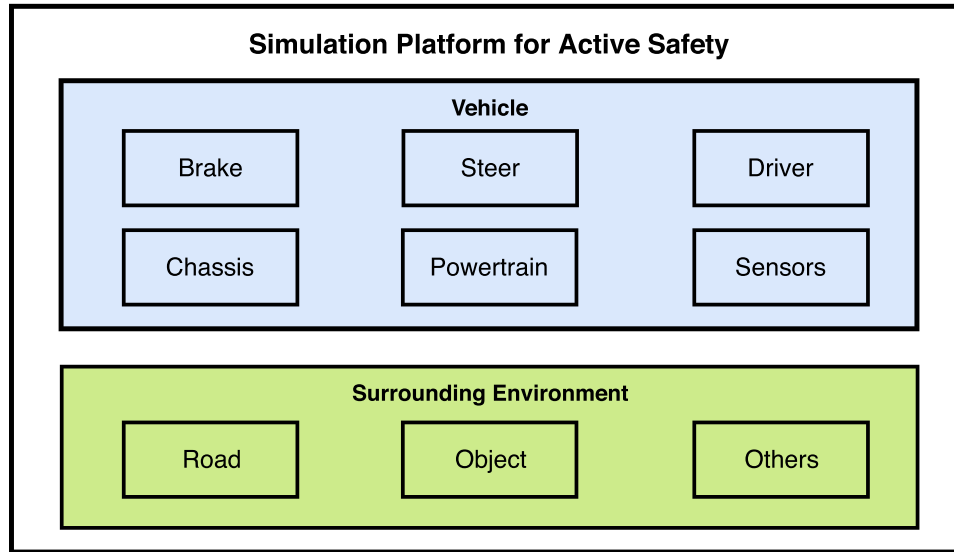 Simulation Platform for Active Safety
Vehicle
Brake
Steer
Driver
Chassis
Powertrain
Sensors
Surrounding Environment
Road
Object
Others